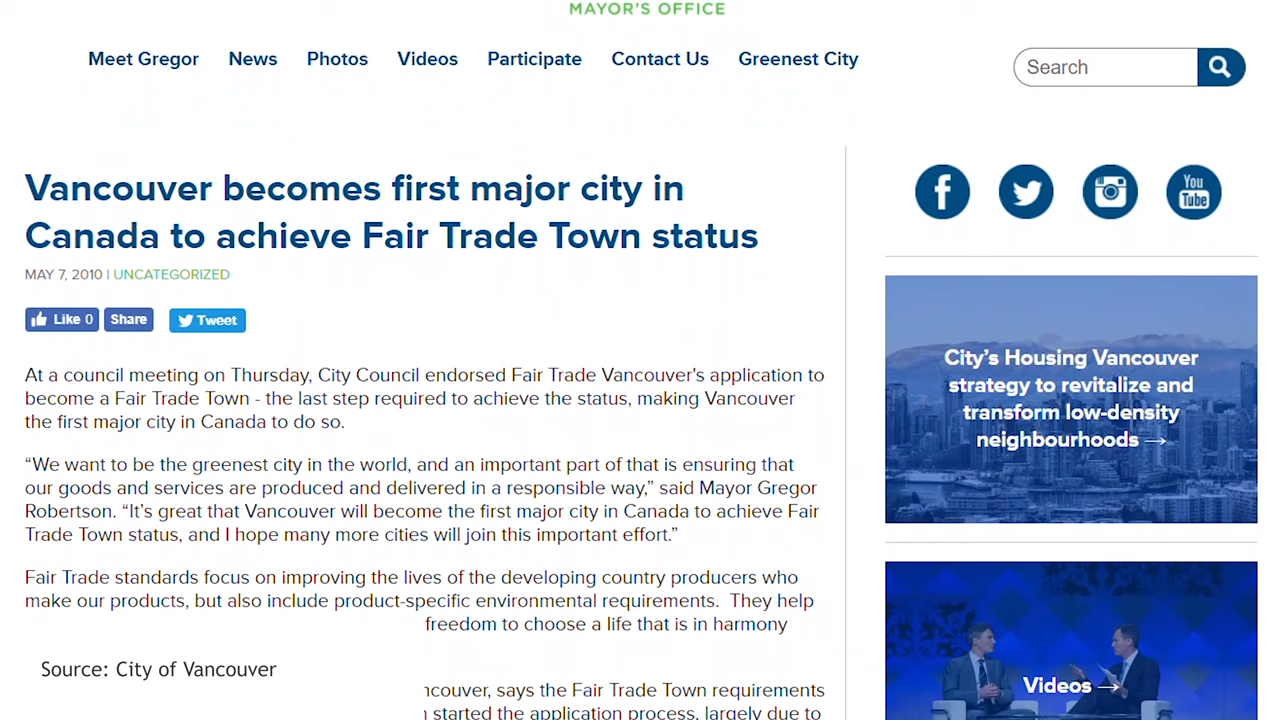 MAYOR'S OFFICE
Meet Gregor News Photos Videos Participate Contact Us Greenest City
Search
Vancouver becomes first major city in
Canada to achieve Fair Trade Town status
MAY 7, 2010 | UNCATEGORIZED
Like 0 Share Tweet
At a council meeting on Thursday, City Council endorsed Fair Trade Vancouver's application to
become a Fair Trade Town - the last step required to achieve the status, making Vancouver
the first major city in Canada to do so.
“We want to be the greenest city in the world, and an important part of that is ensuring that
our goods and services are produced and delivered in a responsible way,” said Mayor Gregor
Robertson. “It’s great that Vancouver will become the first major city in Canada to achieve Fair
Trade Town status, and I hope many more cities will join this important effort.”
Fair Trade standards focus on improving the lives of the developing country producers who
make our products, but also include product-specific environmental requirements. They help
freedom to choose a life that is in harmony
Source: City of Vancouver
ncouver, says the Fair Trade Town requirements
started the application process, largely due to
You
Tube
City’s Housing Vancouver
strategy to revitalize and
transform low-density
neighbourhoods →
Videos →